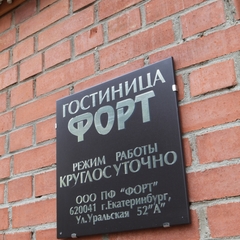 ГОСТИНИЦА
ФОРТ
РЕЖИМ РАБОТЫ
КРУГЛОСУТОЧНО
ООО ПФ "ФОРТ"
620041 г.Екатеринбург,
Ул.Уральская 52"А"